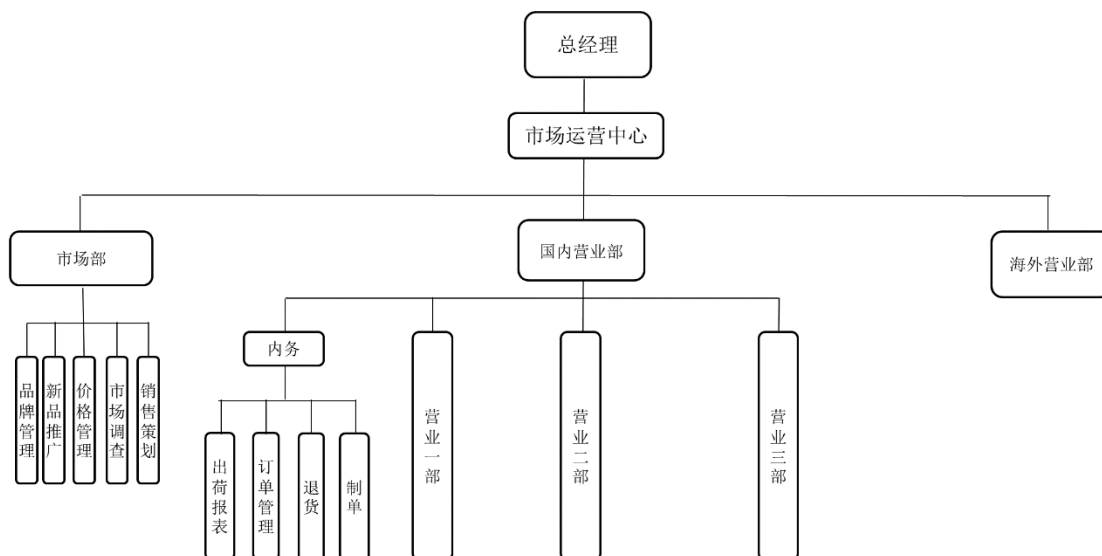 总经理
市场运营中心
市场部
国内营业部
海外营业部
内务
品牌管理
新品推广
价格管理
市场调查
销售策划
出荷报表
订单管理
退货
制单
营业一部
营业二部
营业三部